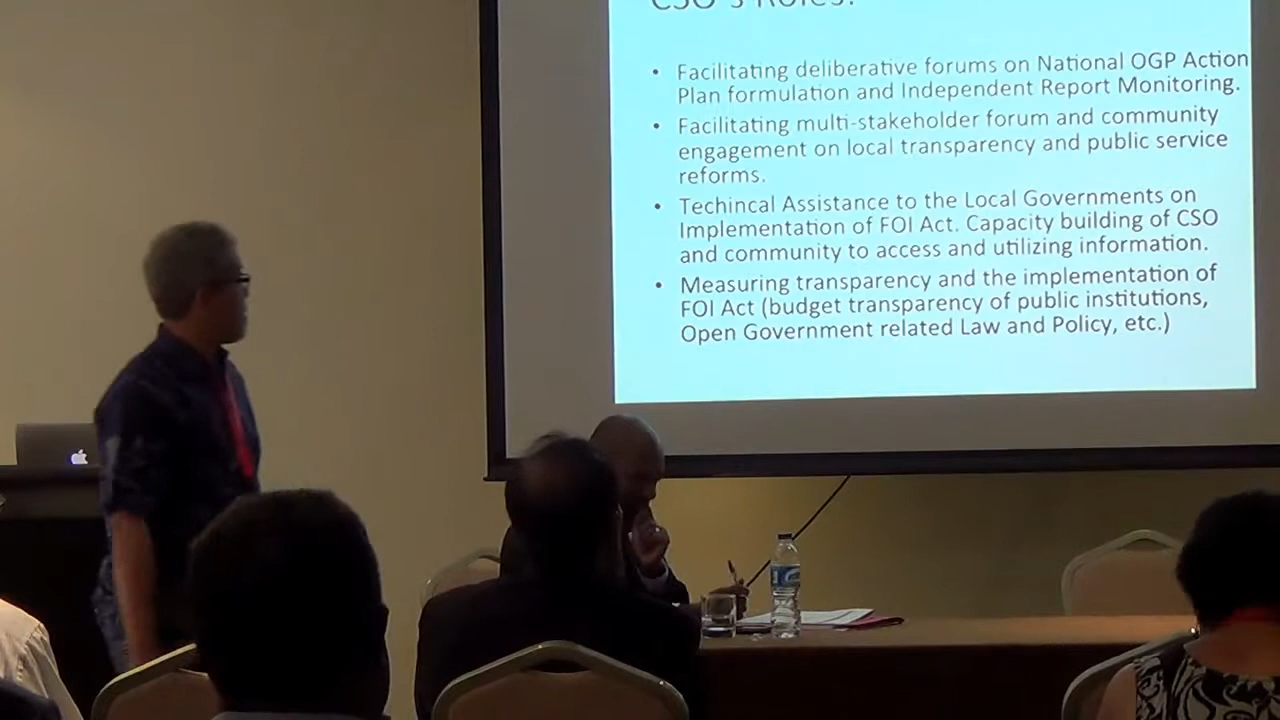 CSO's Roles:
• Facilitating deliberative forums on National OGP Action
Plan formulation and Independent Report Monitoring.
• Facilitating multi-stakeholder forum and community
engagement on local transparency and public service
reforms.
• Techincal Assistance to the Local Governments on
Implementation of FOI Act. Capacity building of CSO
and community to access and utilizing information.
• Measuring transparency and the implementation of
FOI Act (budget transparency of public institutions,
Open Government related Law and Policy, etc.)